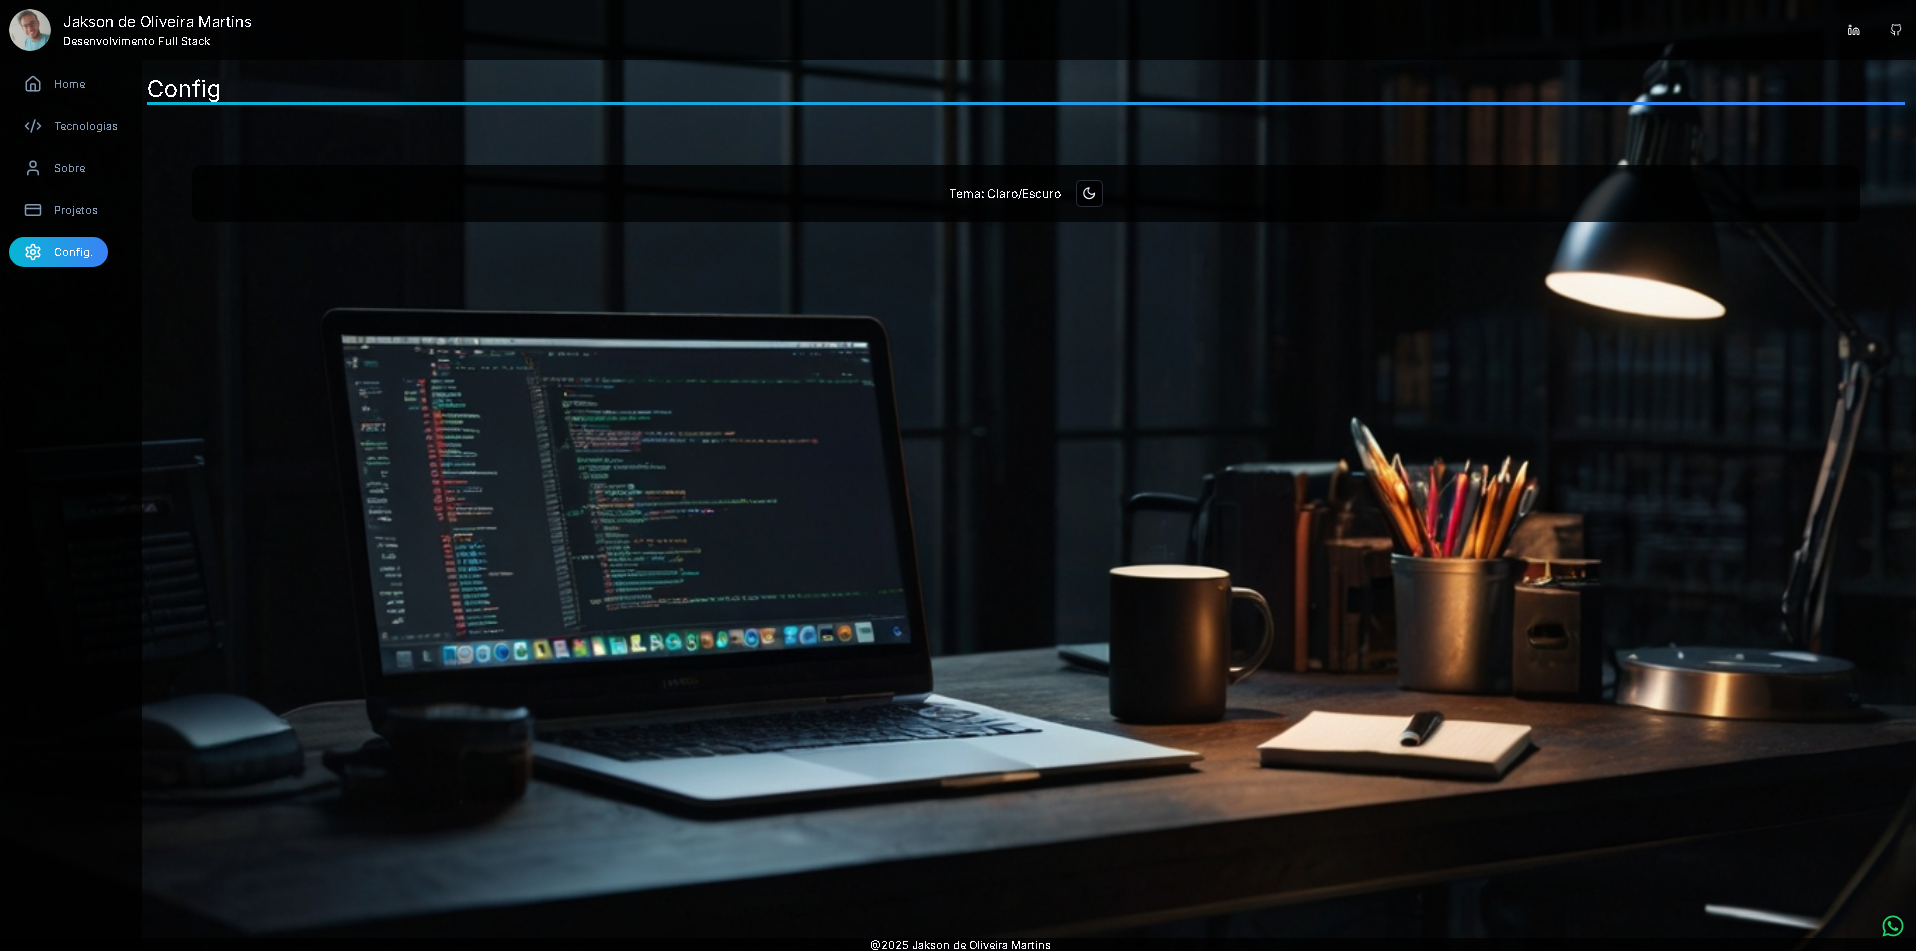 Jakson de Oliveira Martins
Desenvolvimento Full Stack
in
Home
Tecnologias
Sobre
Projetos
Config.
Config
Tema: Claro/Escuro
@2025 Jakson de Oliveira Martins